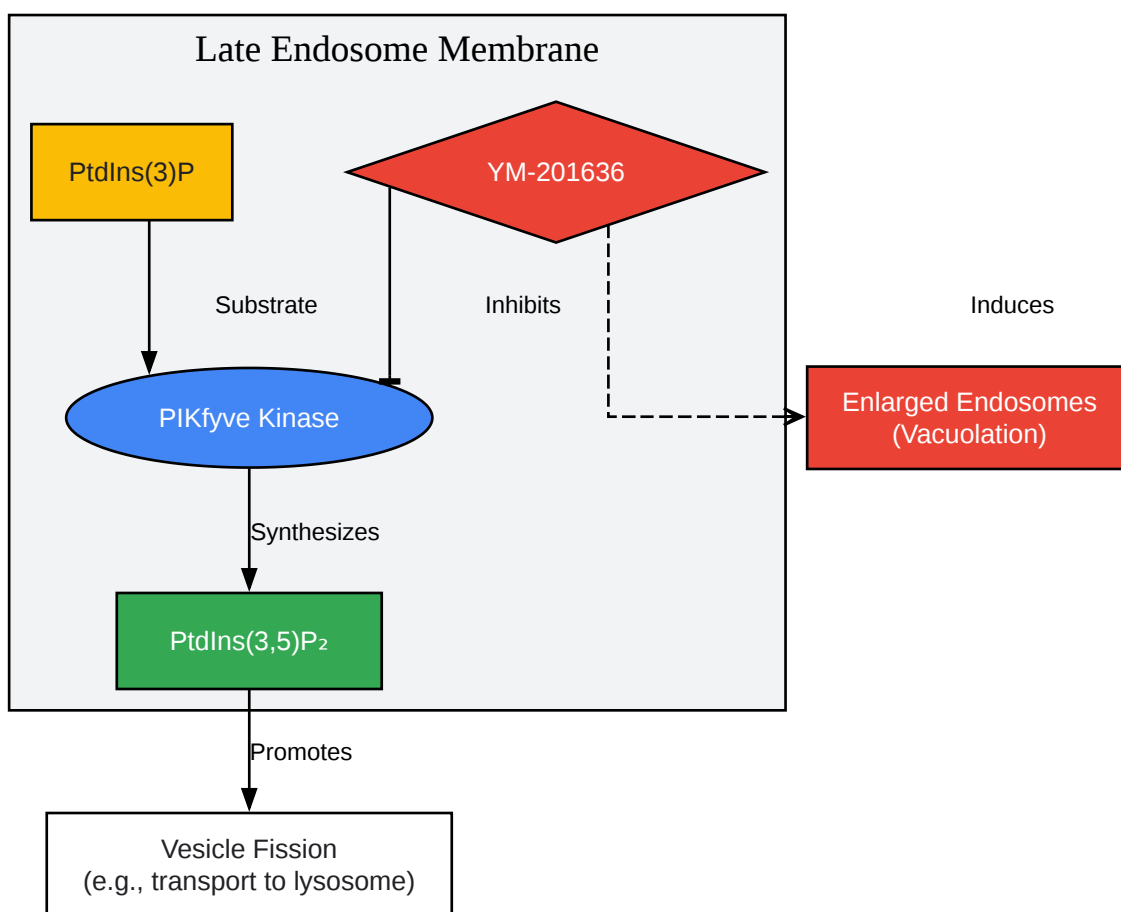 Late Endosome Membrane
PtdIns(3)P
YM-201636
Substrate
Inhibits
Induces
PIKfyve Kinase
Enlarged Endosomes
(Vacuolation)
Synthesizes
PtdIns(3,5)P₂
Promotes
Vesicle Fission
(e.g., transport to lysosome)